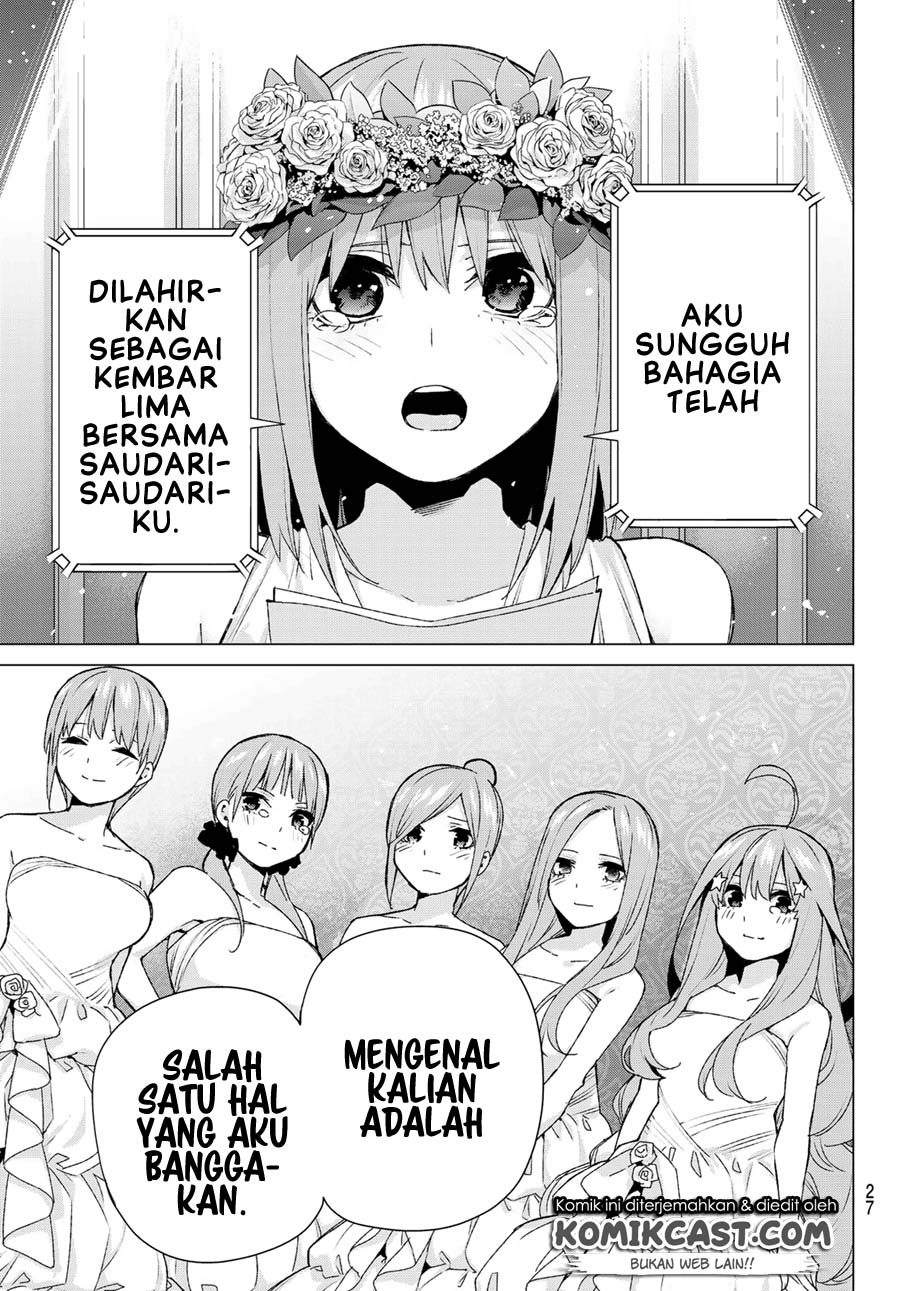 AKU
SUNGGUH
BAHAGIA
TELAH
DILAHIR-
KAN
SEBAGAI
KEMBAR
LIMA
BERSAMA
SAUDARI-
SAUDARI-
KU.
MENGENAL
KALIAN
ADALAH
SALAH
SATU HAL
YANG AKU
BANGGA-
KAN.
27
Komik ini diterjemahkan & diedit oleh
KOMIKCAST.COM
BUKAN WEB LAIN!!